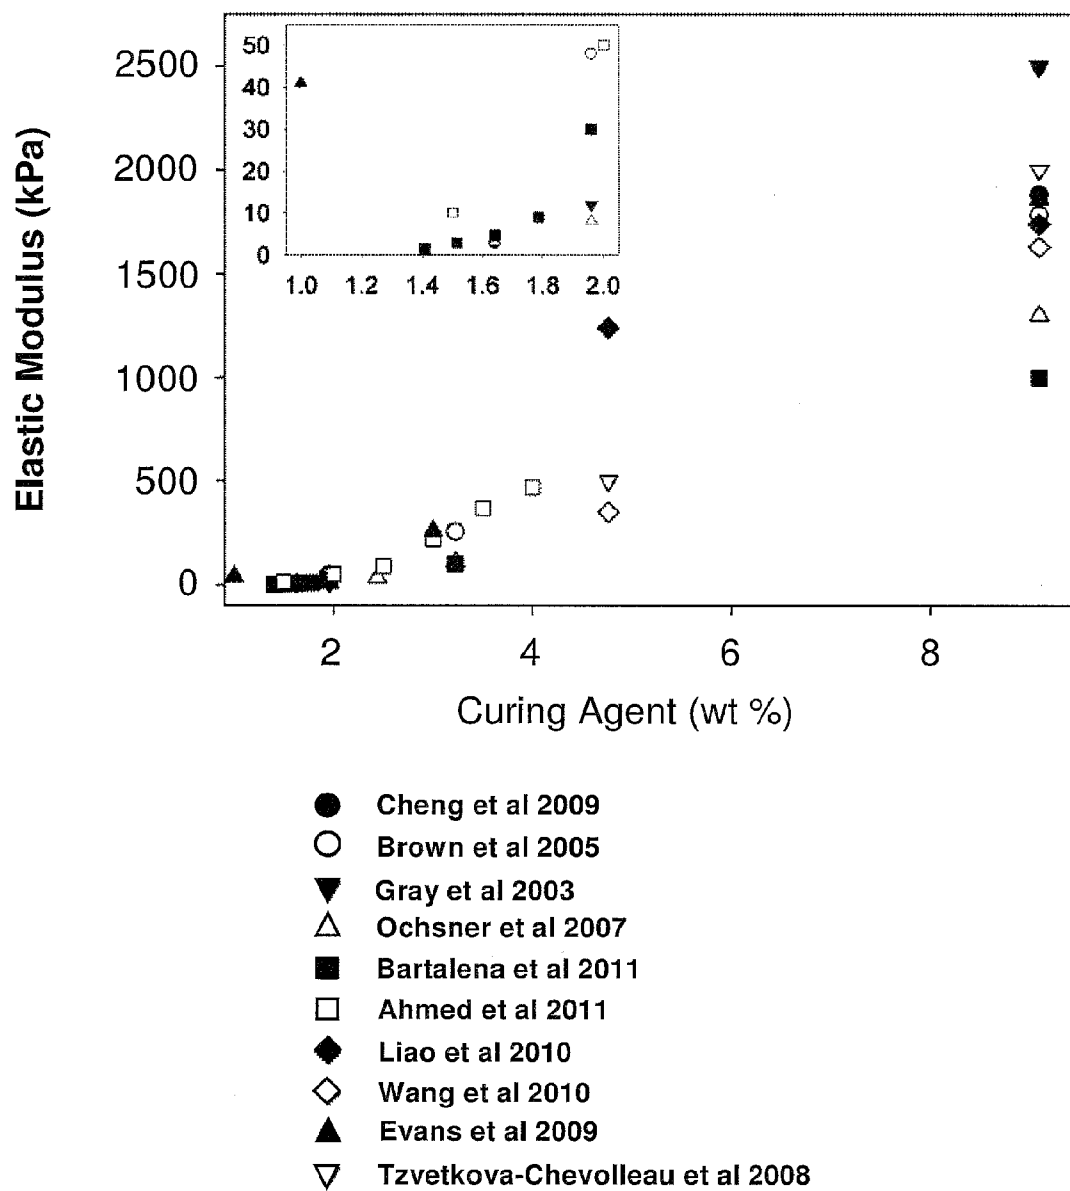 50
40
30
20
10
0
1.0 1.2 1.4 1.6 1.8 2.0
Elastic Modulus (kPa)
2500
2000
1500
1000
500
0
2 4 6 8
Curing Agent (wt %)
Cheng et al 2009
Brown et al 2005
Gray et al 2003
Ochsner et al 2007
Bartalena et al 2011
Ahmed et al 2011
Liao et al 2010
Wang et al 2010
Evans et al 2009
Tzvetkova-Chevolleau et al 2008